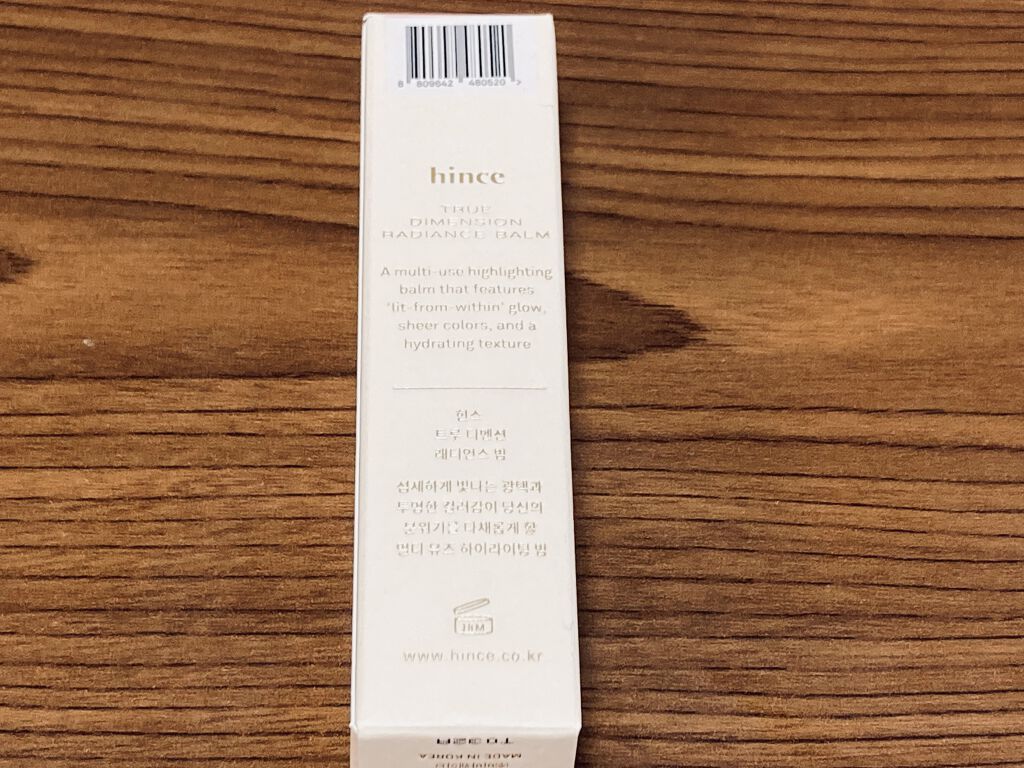 8 809642 480520 >
hince
TRUE
DIMENSION
RADIANCE BALM
A multi-use highlighting
balm that features
'lit-from-within' glow,
sheer colors, and a
hydrating texture
힌스
트루 디멘션
래디언스 밤
섬세하게 빛나는 광택과
투명한 컬러감이 당신의
분위기를 다채롭게 할
멀티 유즈 하이라이팅 밤
www.hince.co.kr
MADE IN KOREA